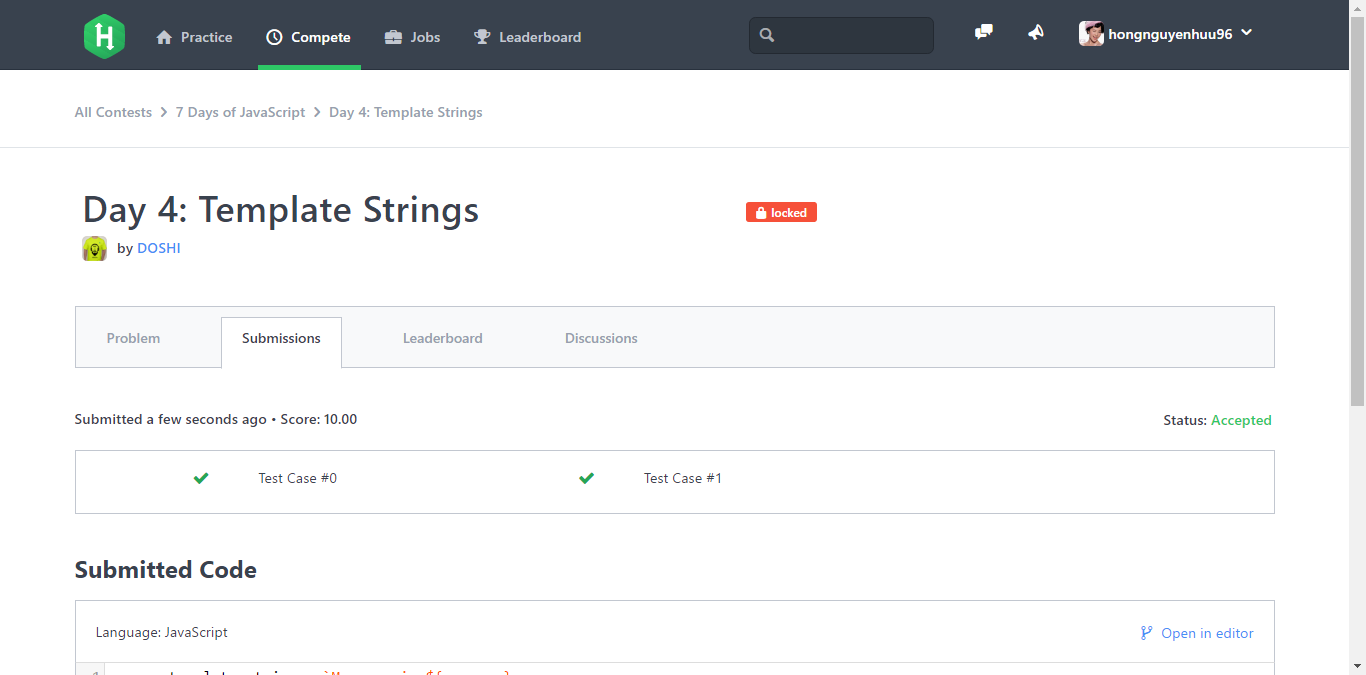 H Practice Compete Jobs Leaderboard hongnguyenhuu96
All Contests > 7 Days of JavaScript > Day 4: Template Strings
Day 4: Template Strings locked
by DOSHI
Problem Submissions Leaderboard Discussions
Submitted a few seconds ago • Score: 10.00 Status: Accepted
Test Case #0 Test Case #1
Submitted Code
Language: JavaScript Open in editor